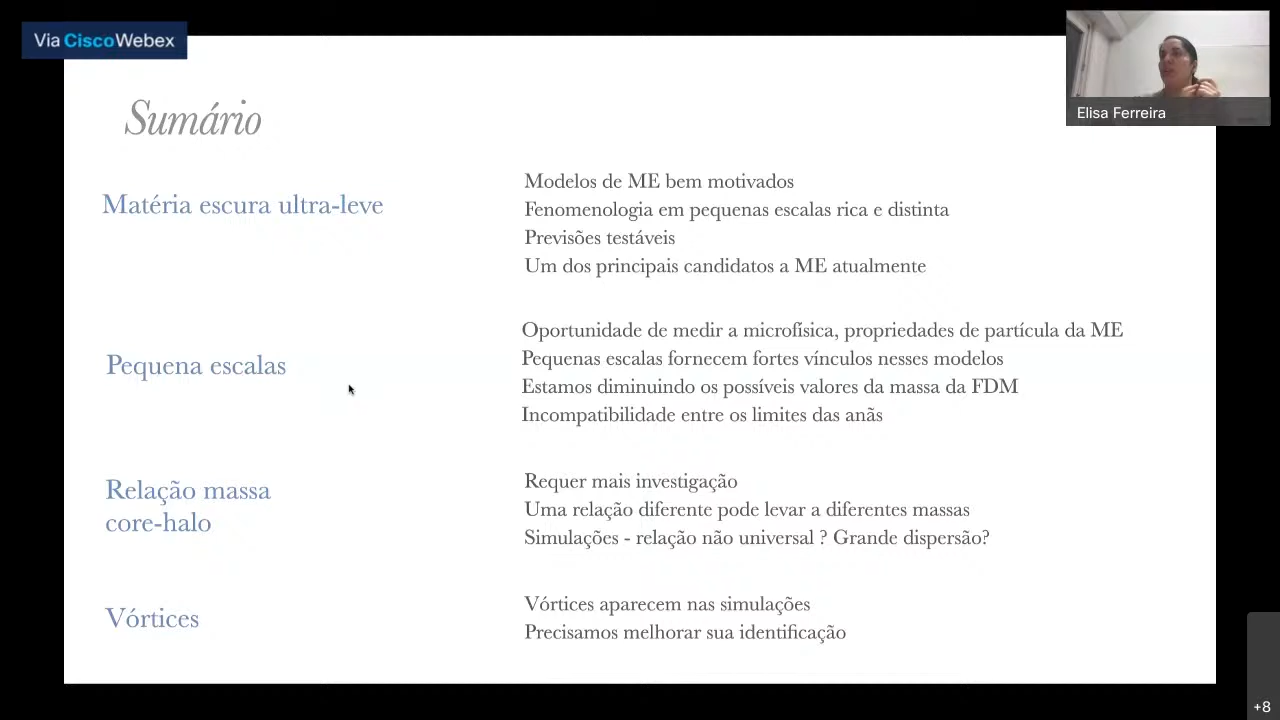 Via CiscoWebex
Elisa Ferreira
Sumário
Matéria escura ultra-leve
Modelos de ME bem motivados
Fenomenologia em pequenas escalas rica e distinta
Previsões testáveis
Um dos principais candidatos a ME atualmente
Pequena escalas
Oportunidade de medir a microfísica, propriedades de partícula da ME
Pequenas escalas fornecem fortes vínculos nesses modelos
Estamos diminuindo os possíveis valores da massa da FDM
Incompatibilidade entre os limites das anãs
Relação massa
core-halo
Requer mais investigação
Uma relação diferente pode levar a diferentes massas
Simulações - relação não universal ? Grande dispersão?
Vórtices
Vórtices aparecem nas simulações
Precisamos melhorar sua identificação
+8